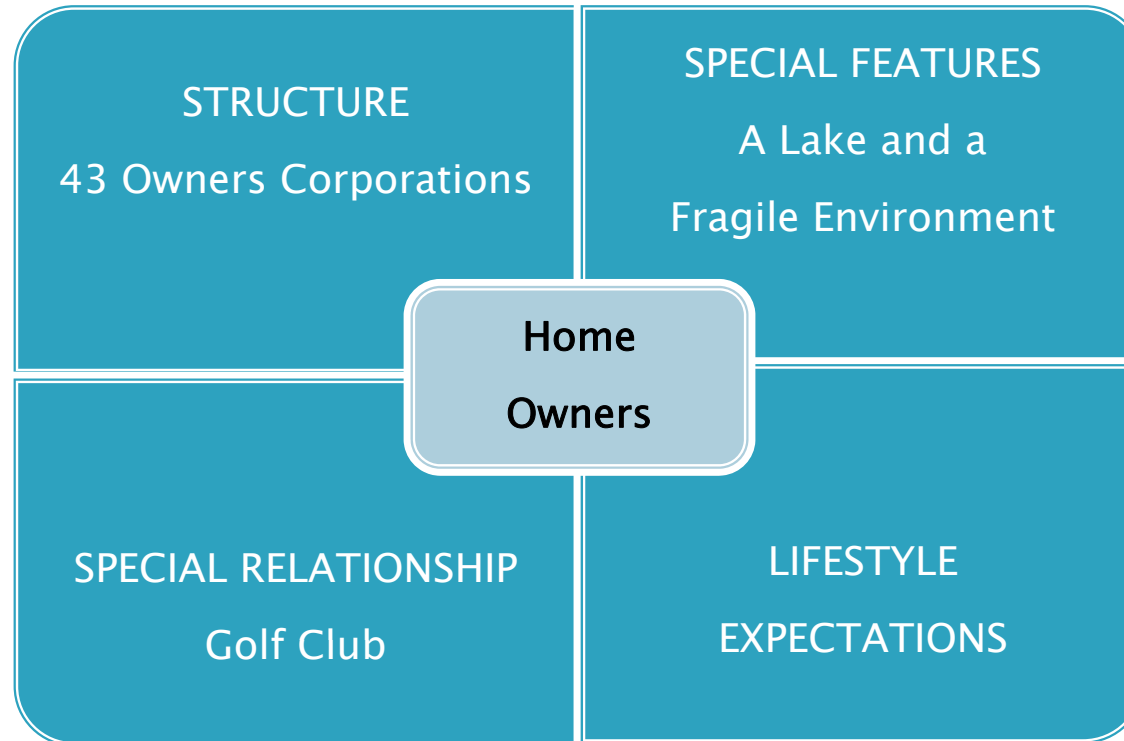 STRUCTURE
43 Owners Corporations
SPECIAL FEATURES
A Lake and a
Fragile Environment
Home
Owners
SPECIAL RELATIONSHIP
Golf Club
LIFESTYLE
EXPECTATIONS